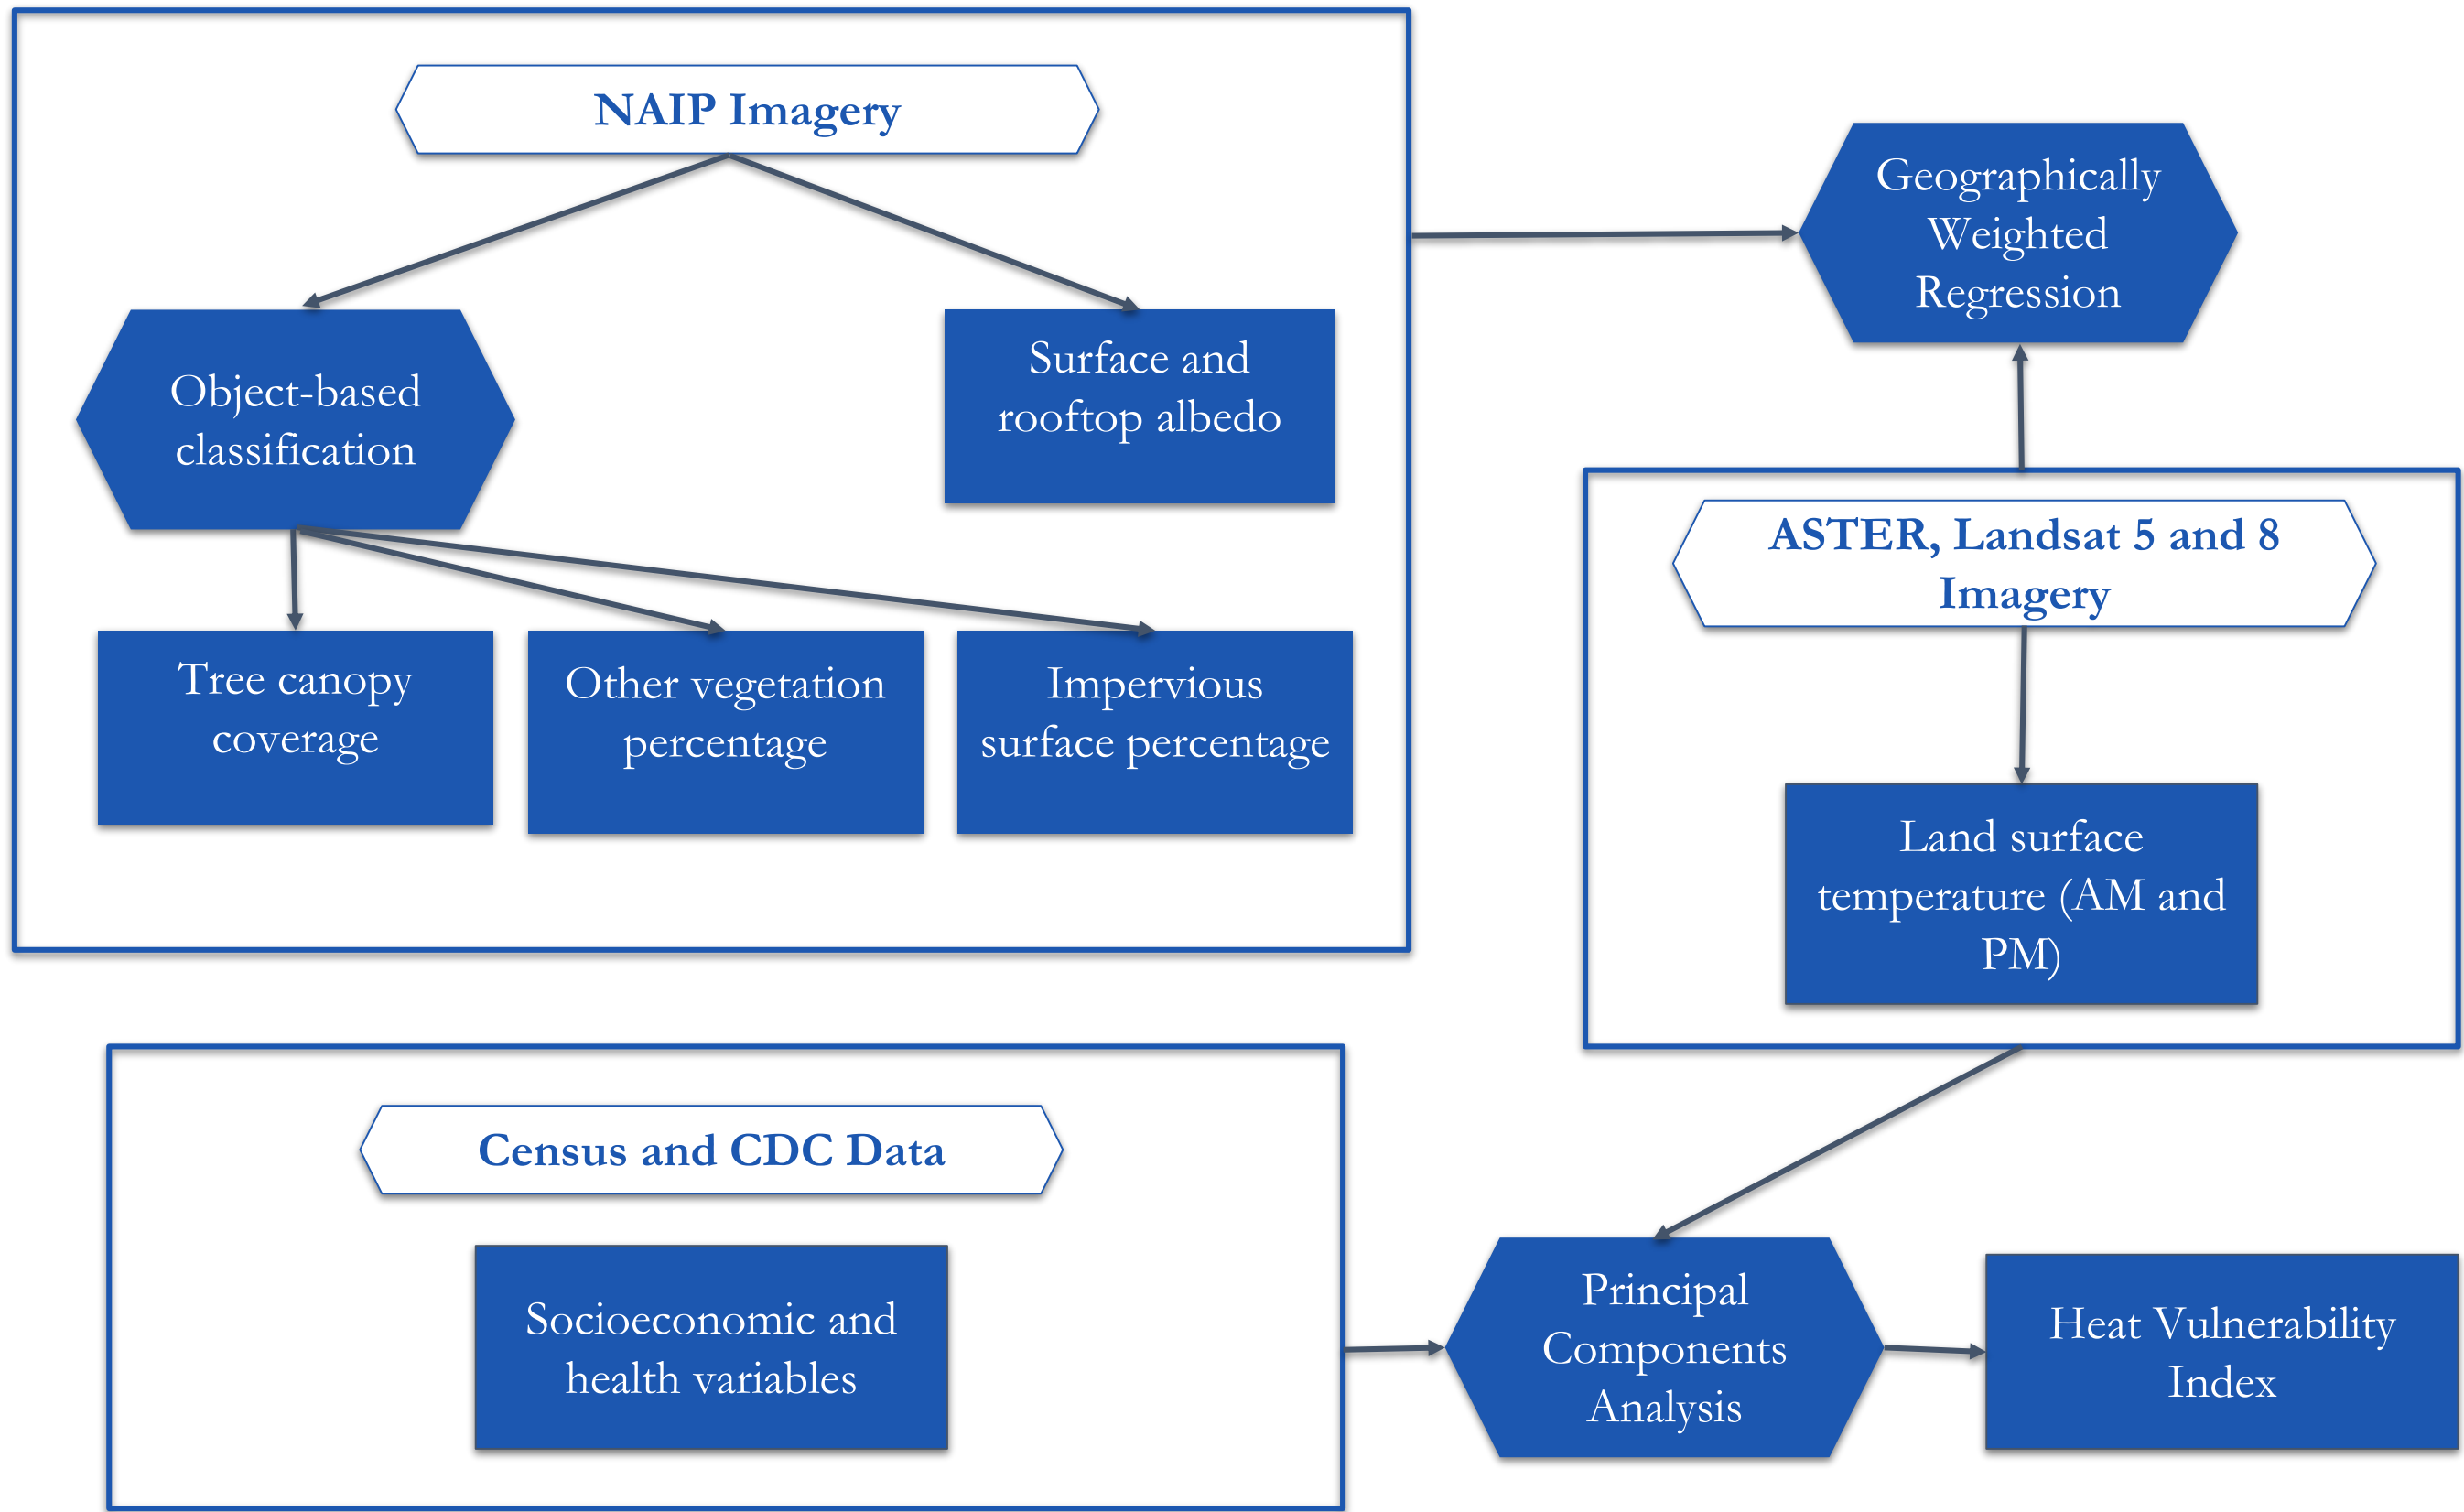 NAIP Imagery
Geographically
Weighted
Regression
Object-based
classification
Surface and
rooftop albedo
ASTER, Landsat 5 and 8
Imagery
Tree canopy
coverage
Other vegetation
percentage
Impervious
surface percentage
Land surface
temperature (AM and
PM)
Census and CDC Data
Socioeconomic and
health variables
Principal
Components
Analysis
Heat Vulnerability
Index